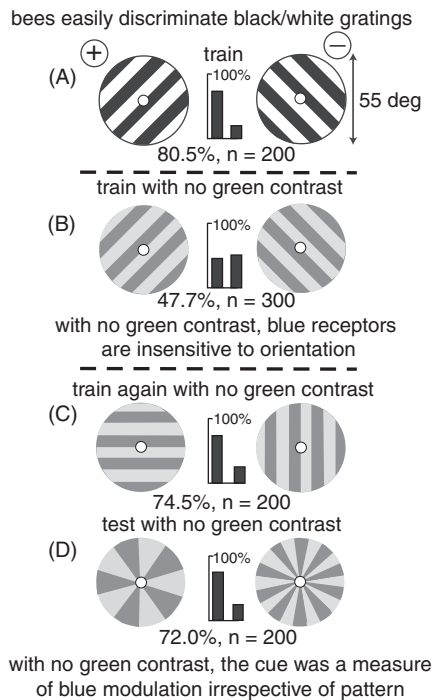 bees easily discriminate black/white gratings
+
train
−
(A)
100%
55 deg
80.5%, n = 200
train with no green contrast
(B)
100%
47.7%, n = 300
with no green contrast, blue receptors
are insensitive to orientation
train again with no green contrast
(C)
100%
74.5%, n = 200
test with no green contrast
(D)
100%
72.0%, n = 200
with no green contrast, the cue was a measure
of blue modulation irrespective of pattern